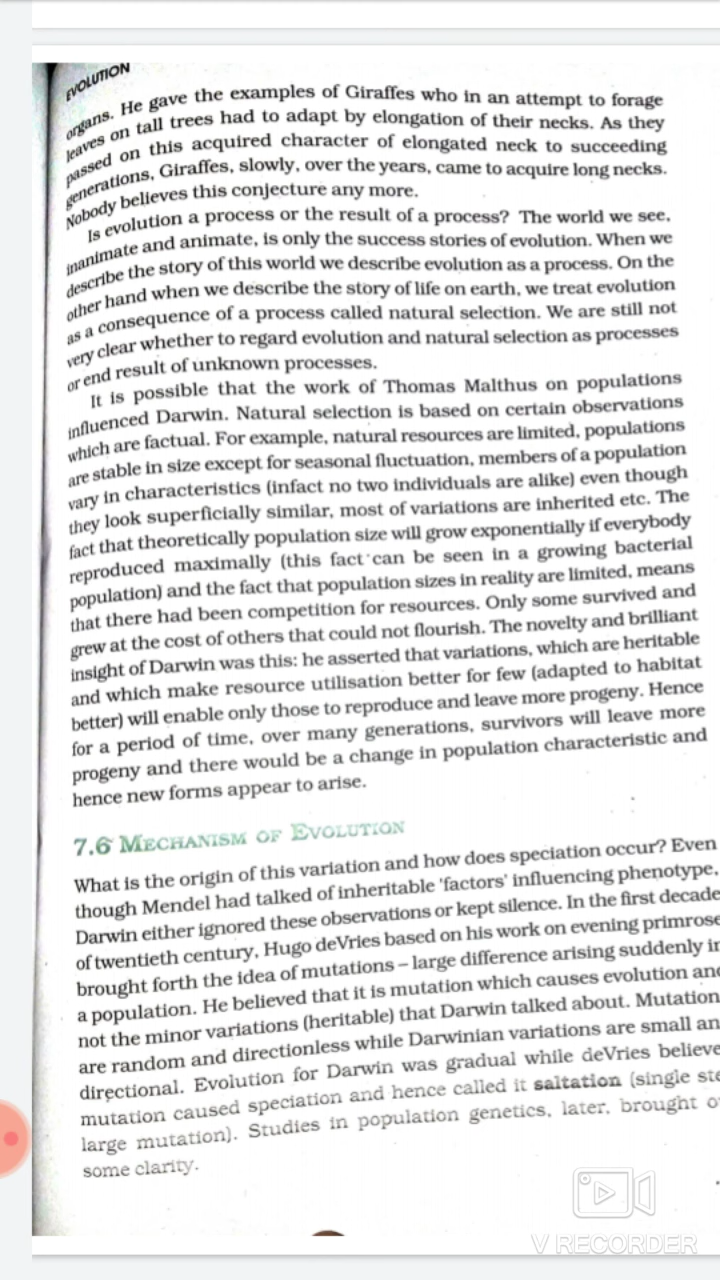 EVOLUTION
organs. He gave the examples of Giraffes who in an attempt to forage
leaves on tall trees had to adapt by elongation of their necks. As they
passed on this acquired character of elongated neck to succeeding
generations, Giraffes, slowly, over the years, came to acquire long necks.
Nobody believes this conjecture any more.
Is evolution a process or the result of a process? The world we see,
inanimate and animate, is only the success stories of evolution. When we
describe the story of this world we describe evolution as a process. On the
other hand when we describe the story of life on earth, we treat evolution
as a consequence of a process called natural selection. We are still not
very clear whether to regard evolution and natural selection as processes
or end result of unknown processes.
It is possible that the work of Thomas Malthus on populations
influenced Darwin. Natural selection is based on certain observations
which are factual. For example, natural resources are limited, populations
are stable in size except for seasonal fluctuation, members of a population
vary in characteristics (infact no two individuals are alike) even though
they look superficially similar, most of variations are inherited etc. The
fact that theoretically population size will grow exponentially if everybody
reproduced maximally (this fact can be seen in a growing bacterial
population) and the fact that population sizes in reality are limited, means
that there had been competition for resources. Only some survived and
grew at the cost of others that could not flourish. The novelty and brilliant
insight of Darwin was this: he asserted that variations, which are heritable
and which make resource utilisation better for few (adapted to habitat
better) will enable only those to reproduce and leave more progeny. Hence
for a period of time, over many generations, survivors will leave more
progeny and there would be a change in population characteristic and
hence new forms appear to arise.
7.6 MECHANISM OF EVOLUTION
What is the origin of this variation and how does speciation occur? Even
though Mendel had talked of inheritable 'factors' influencing phenotype,
Darwin either ignored these observations or kept silence. In the first decade
of twentieth century, Hugo deVries based on his work on evening primrose
brought forth the idea of mutations – large difference arising suddenly in
a population. He believed that it is mutation which causes evolution and
not the minor variations (heritable) that Darwin talked about. Mutation
are random and directionless while Darwinian variations are small an
directional. Evolution for Darwin was gradual while deVries believe
mutation caused speciation and hence called it saltation (single ste
large mutation). Studies in population genetics, later, brought o
some clarity.
V RECORDER